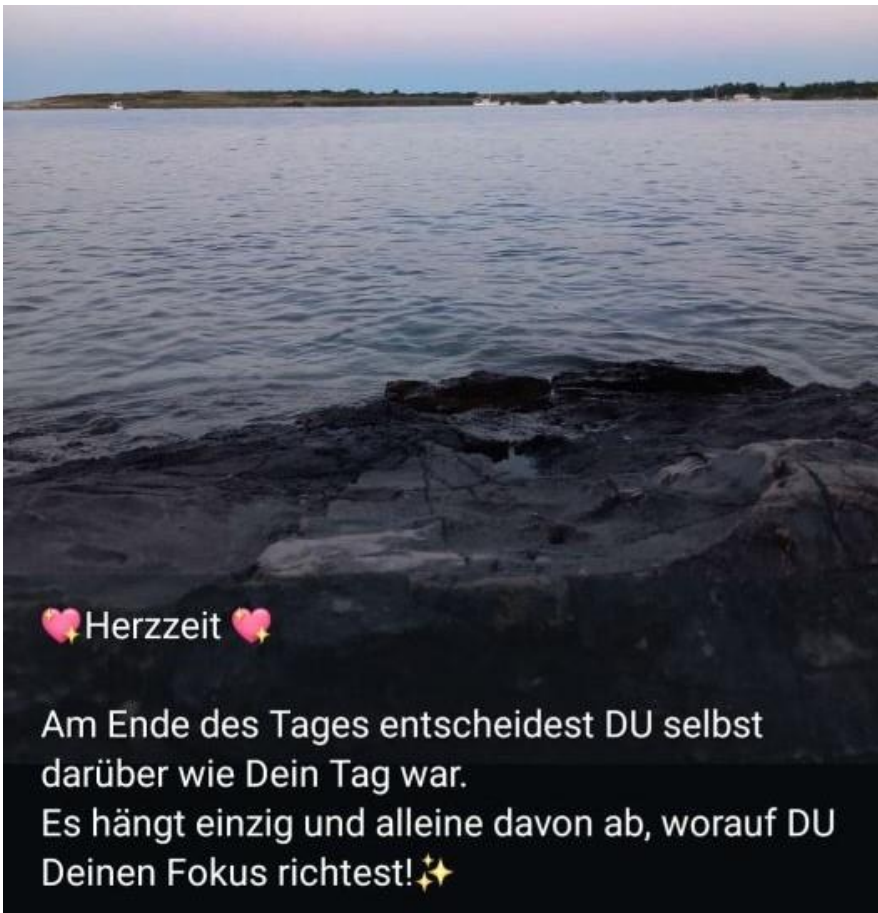 💖Herzzeit 💖
Am Ende des Tages entscheidest DU selbst
darüber wie Dein Tag war.
Es hängt einzig und alleine davon ab, worauf DU
Deinen Fokus richtest!✨